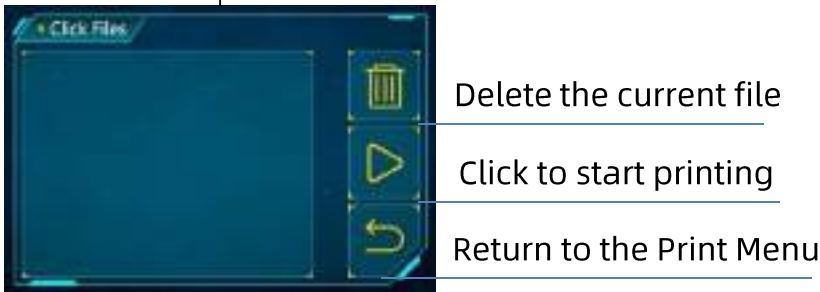 Click Files
Delete the current file
Click to start printing
Return to the Print Menu